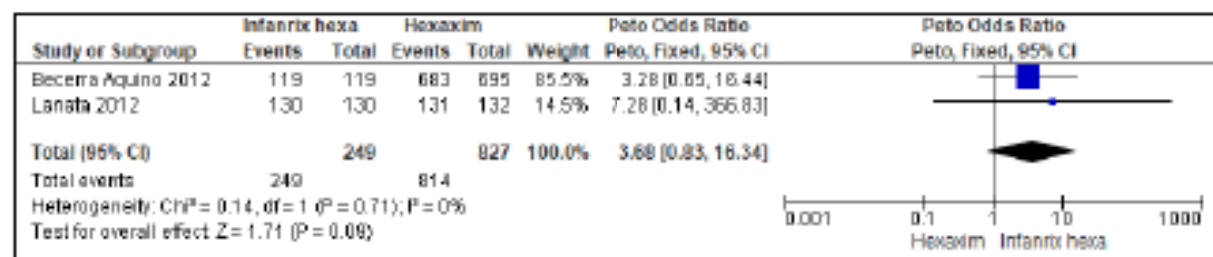 Infanrix hexa Hexaxim Peto Odds Ratio Peto Odds Ratio
Study or Subgroup Events Total Events Total Weight Peto, Fixed, 95% CI Peto, Fixed, 95% CI
Becerra Aquino 2012 119 119 683 695 85.5% 3.28 [0.65, 16.44]
Lanata 2012 130 130 131 132 14.5% 7.28 [0.14, 366.83]
Total (95% CI) 249 827 100.0% 3.68 [0.83, 16.34]
Total events 249 814
Heterogeneity: Chi² = 0.14, df = 1 (P = 0.71); I² = 0%
Test for overall effect: Z = 1.71 (P = 0.09)
0.001 0.1 1 10 1000
Hexaxim Infanrix hexa